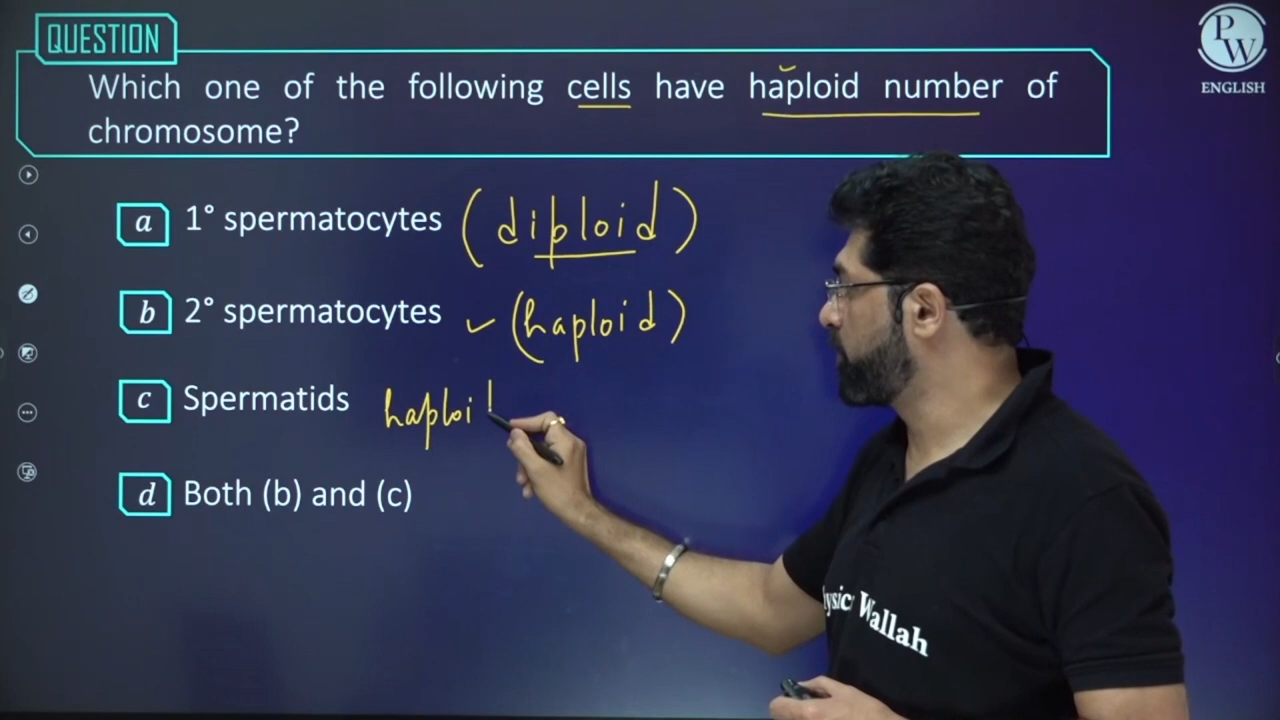 QUESTION
PW
ENGLISH
Which one of the following cells have haploid number of
chromosome?
a 1° spermatocytes (diploid)
b 2° spermatocytes ✓ (haploid)
c Spermatids haploi
d Both (b) and (c)
Wallah